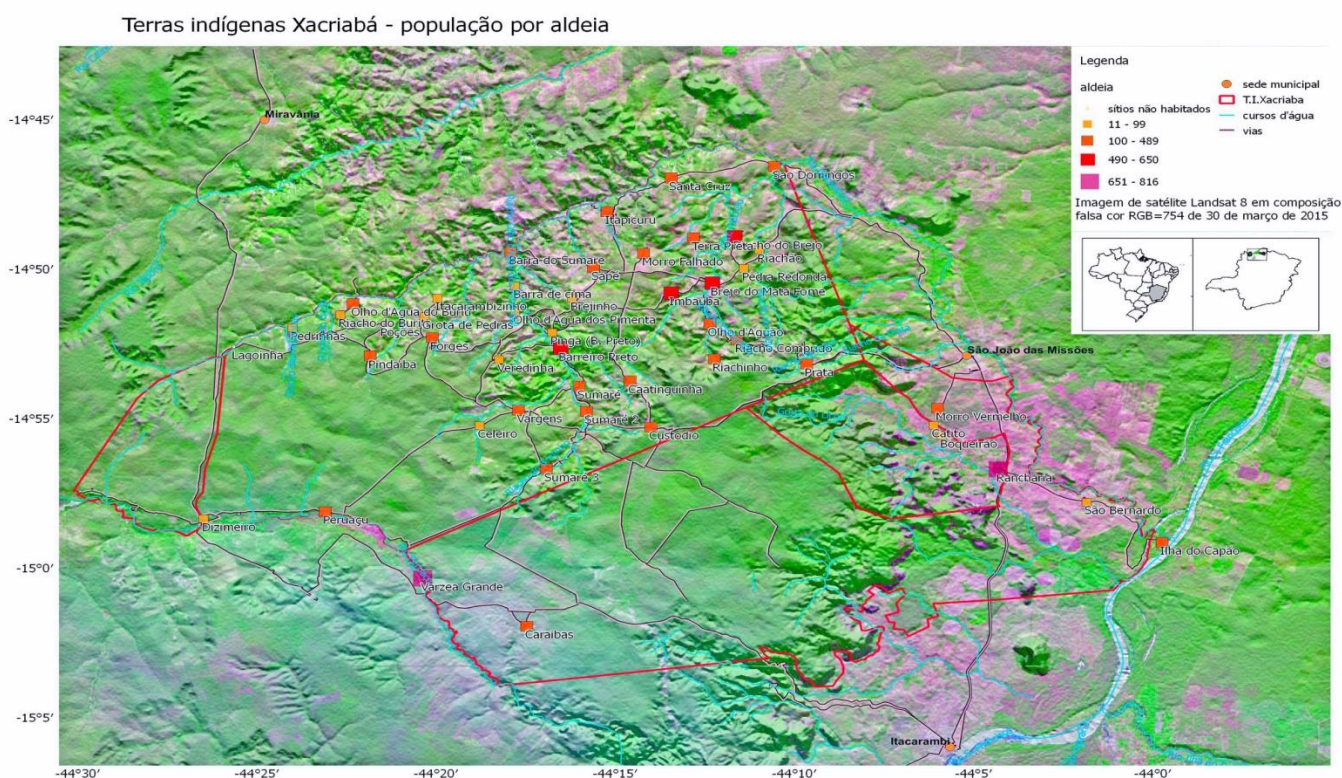 Terras indígenas Xacriabá - população por aldeia
Legenda
aldeia
sítios não habitados
11 - 99
100 - 489
490 - 650
651 - 816
sede municipal
T.I.Xacriaba
cursos d'água
vias
Imagem de satélite Landsat 8 em composição
falsa cor RGB=754 de 30 de março de 2015
-14°45'
-14°50'
-14°55'
-15°0'
-15°5'
Miravânia
São Domingos
Santa Cruz
Itapicuru
Terra Preta
ho do Brejo
Riachão
Barra do Sumaré
Morro Falhado
Sapé
Pedra Redonda
Brejo do Mata Fome
Imbaúba
Barra de cima
Brejinho
Itacarambizinho
Olho d'Agua do Buriu
Riacho do Buriti
Poções
Grota de Pedras
Olho d'Agua dos Pimenta
Pinga (B. Preto)
Olho d'Aguão
Pedrinhas
Forges
Riacho Comprido
Lagoinha
Pindaíba
Veredinha
Barreiro Preto
Riachinho
Prata
São João das Missões
Sumaré
Caatinguinha
Vargens
Sumaré 2
Morro Vermelho
Celeiro
Custódio
Catito
Boqueirão
Sumaré 3
Rancharia
São Bernardo
Dizimeiro
Peruaçu
Ilha do Capão
Varzea Grande
Caraíbas
Itacarambi
-44°30'
-44°25'
-44°20'
-44°15'
-44°10'
-44°5'
-44°0'